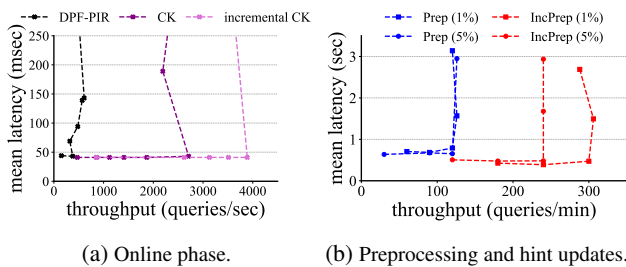 DPF-PIR CK incremental CK
mean latency (msec)
250
200
150
100
50
0
0 1000 2000 3000 4000
throughput (queries/sec)
(a) Online phase.
Prep (1%) IncPrep (1%)
Prep (5%) IncPrep (5%)
mean latency (sec)
3
2
1
0
100 200 300
throughput (queries/min)
(b) Preprocessing and hint updates.